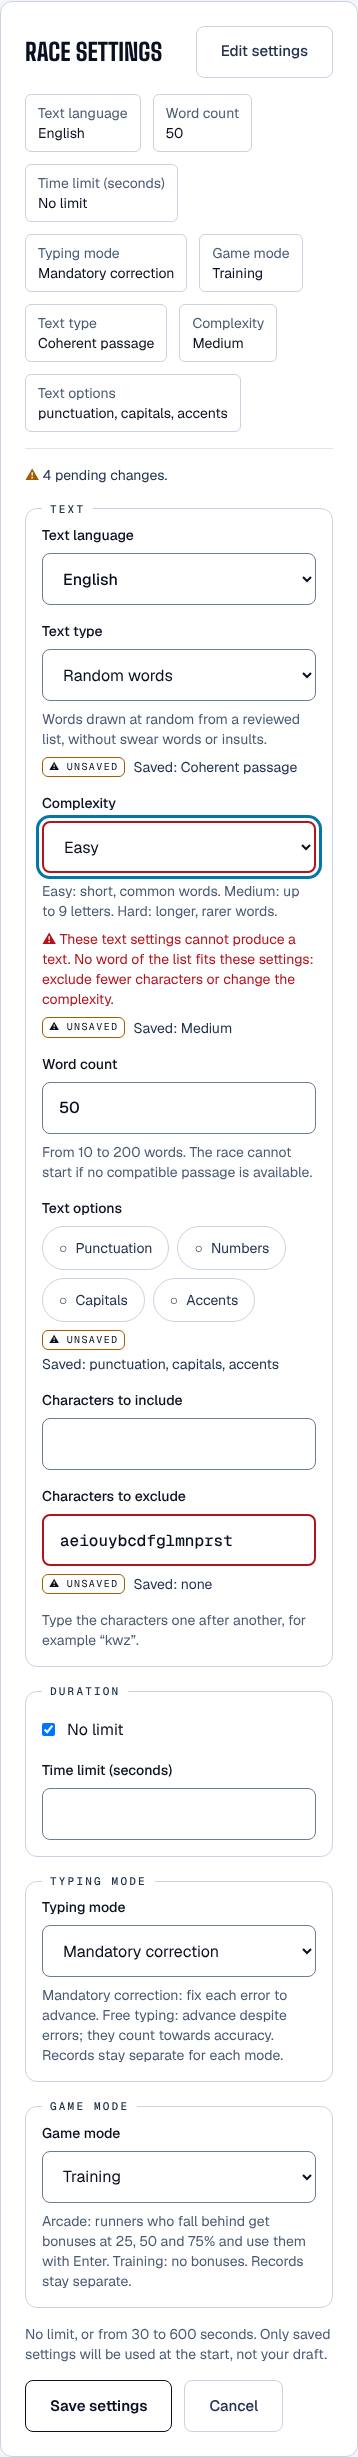 RACE SETTINGS
Edit settings
Text language
English
Word count
50
Time limit (seconds)
No limit
Typing mode
Mandatory correction
Game mode
Training
Text type
Coherent passage
Complexity
Medium
Text options
punctuation, capitals, accents
4 pending changes.
TEXT
Text language
English
Text type
Random words
Words drawn at random from a reviewed
list, without swear words or insults.
UNSAVED Saved: Coherent passage
Complexity
Easy
Easy: short, common words. Medium: up
to 9 letters. Hard: longer, rarer words.
These text settings cannot produce a
text. No word of the list fits these settings:
exclude fewer characters or change the
complexity.
UNSAVED Saved: Medium
Word count
50
From 10 to 200 words. The race cannot
start if no compatible passage is available.
Text options
Punctuation
Numbers
Capitals
Accents
UNSAVED
Saved: punctuation, capitals, accents
Characters to include
Characters to exclude
aeiouybcdfglmnprst
UNSAVED Saved: none
Type the characters one after another, for
example “kwz”.
DURATION
No limit
Time limit (seconds)
TYPING MODE
Typing mode
Mandatory correction
Mandatory correction: fix each error to
advance. Free typing: advance despite
errors; they count towards accuracy.
Records stay separate for each mode.
GAME MODE
Game mode
Training
Arcade: runners who fall behind get
bonuses at 25, 50 and 75% and use them
with Enter. Training: no bonuses. Records
stay separate.
No limit, or from 30 to 600 seconds. Only saved
settings will be used at the start, not your draft.
Save settings
Cancel